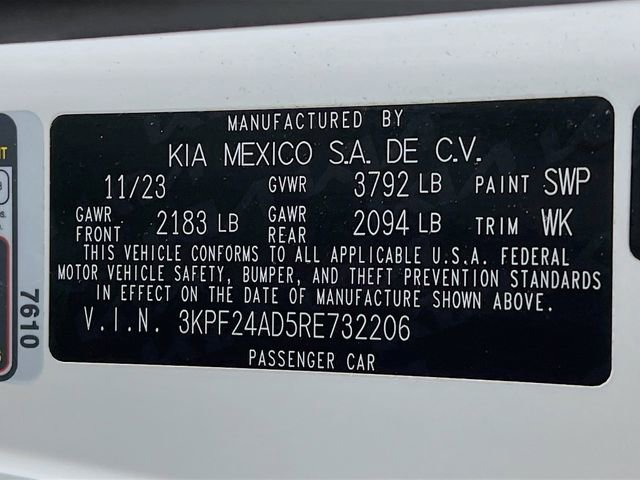 MANUFACTURED BY
KIA MEXICO S.A. DE C.V.
11/23 GVWR 3792 LB PAINT SWP
GAWR FRONT 2183 LB GAWR REAR 2094 LB TRIM WK
THIS VEHICLE CONFORMS TO ALL APPLICABLE U.S.A. FEDERAL
MOTOR VEHICLE SAFETY, BUMPER, AND THEFT PREVENTION STANDARDS
IN EFFECT ON THE DATE OF MANUFACTURE SHOWN ABOVE.
V.I.N. 3KPF24AD5RE732206
PASSENGER CAR
7610